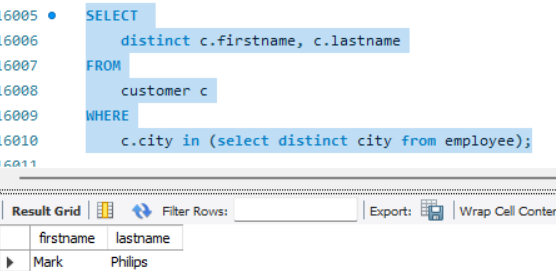 16005 SELECT
16006 distinct c.firstname, c.lastname
16007 FROM
16008 customer c
16009 WHERE
16010 c.city in (select distinct city from employee);
16011
Result Grid Filter Rows: Export: Wrap Cell Conten
firstname lastname
Mark Philips